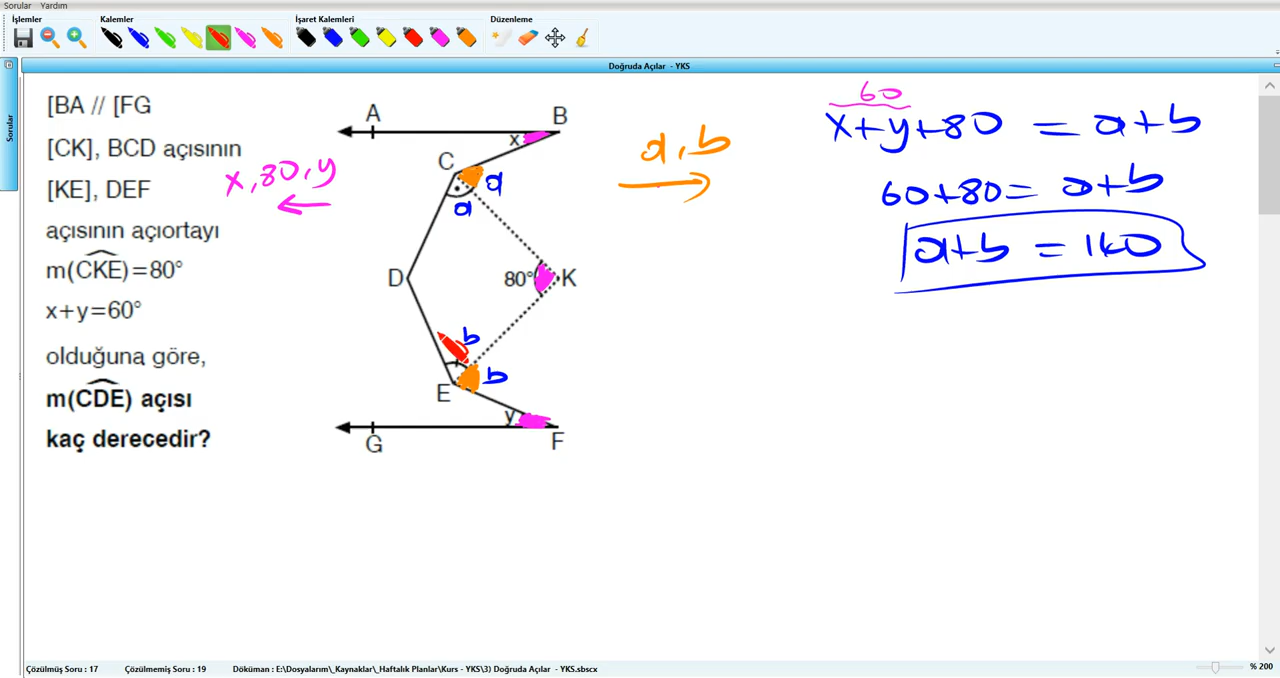 Sorular Yardım
İşlemler Kalemler İşaret Kalemleri Düzenleme
Doğruda Açılar - YKS
Sorular
[BA // [FG
[CK], BCD açısının
[KE], DEF
açısının açıortayı
m(CKE)=80°
x+y=60°
olduğuna göre,
m(CDE) açısı
kaç derecedir?
x, 80, y
A B
x
C a
a
D 80° K
b
b
E
y
G F
a, b
60
x+y+80 = a+b
60+80= a+b
a+b = 140
Çözülmüş Soru : 17 Çözülmemiş Soru : 19 Döküman : E:\Dosyalarım\_Kaynaklar\_Haftalık Planlar\Kurs - YKS\3) Doğruda Açılar - YKS.sbscx % 200